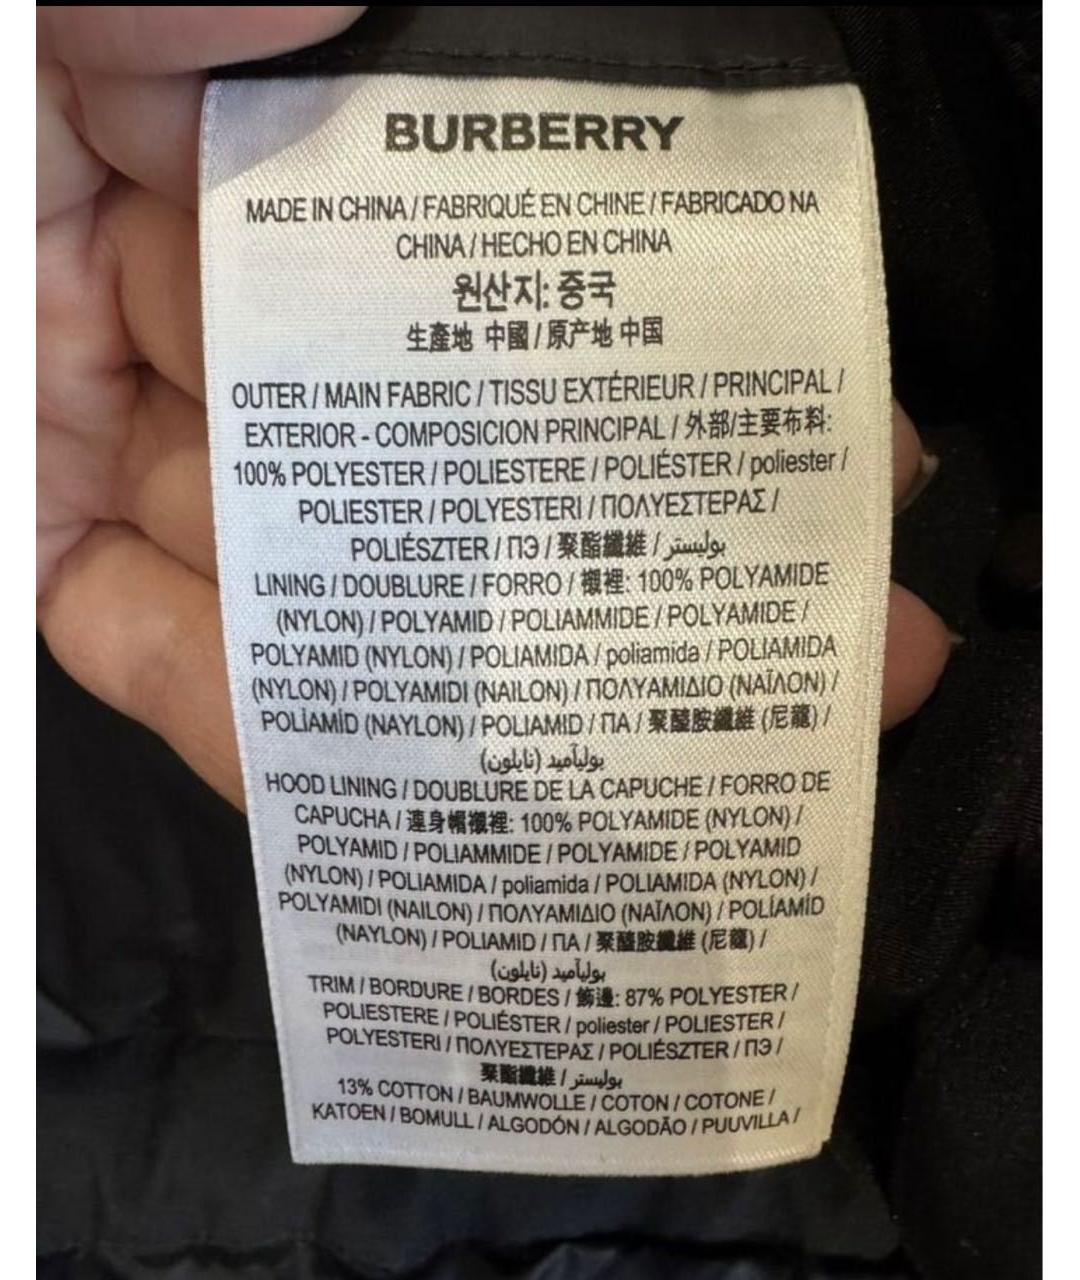 BURBERRY
MADE IN CHINA / FABRIQUÉ EN CHINE / FABRICADO NA
CHINA / HECHO EN CHINA
원산지: 중국
生產地 中國 / 原产地 中国
OUTER / MAIN FABRIC / TISSU EXTÉRIEUR / PRINCIPAL /
EXTERIOR - COMPOSICION PRINCIPAL / 外部/主要布料:
100% POLYESTER / POLIESTERE / POLIÉSTER / poliester /
POLIESTER / POLYESTERI / ΠΟΛΥΕΣΤΕΡΑΣ /
POLIÉSZTER / ПЭ / 聚酯纖維 / بوليستر
LINING / DOUBLURE / FORRO / 襯裡: 100% POLYAMIDE
(NYLON) / POLYAMID / POLIAMMIDE / POLYAMIDE /
POLYAMID (NYLON) / POLIAMIDA / poliamida / POLIAMIDA
(NYLON) / POLYAMIDI (NAILON) / ΠΟΛΥΑΜΙΔΙΟ (ΝΑΪΛΟΝ) /
POLİAMİD (NAYLON) / POLIAMID / ПА / 聚醯胺纖維 (尼龍) /
بوليآميد (نايلون)
HOOD LINING / DOUBLURE DE LA CAPUCHE / FORRO DE
CAPUCHA / 連身帽襯裡: 100% POLYAMIDE (NYLON) /
POLYAMID / POLIAMMIDE / POLYAMIDE / POLYAMID
(NYLON) / POLIAMIDA / poliamida / POLIAMIDA (NYLON) /
POLYAMIDI (NAILON) / ΠΟΛΥΑΜΙΔΙΟ (ΝΑΪΛΟΝ) / POLİAMİD
(NAYLON) / POLIAMID / ПА / 聚醯胺纖維 (尼龍) /
بوليآميد (نايلون)
TRIM / BORDURE / BORDES / 飾邊: 87% POLYESTER /
POLIESTERE / POLIÉSTER / poliester / POLIESTER /
POLYESTERI / ΠΟΛΥΕΣΤΕΡΑΣ / POLIÉSZTER / ПЭ /
聚酯纖維 / بوليستر
13% COTTON / BAUMWOLLE / COTON / COTONE /
KATOEN / BOMULL / ALGODÓN / ALGODÃO / PUUVILLA /